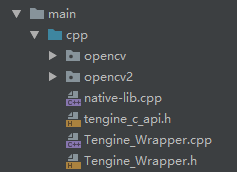 main
cpp
opencv
opencv2
native-lib.cpp
tengine_c_api.h
Tengine_Wrapper.cpp
Tengine_Wrapper.h